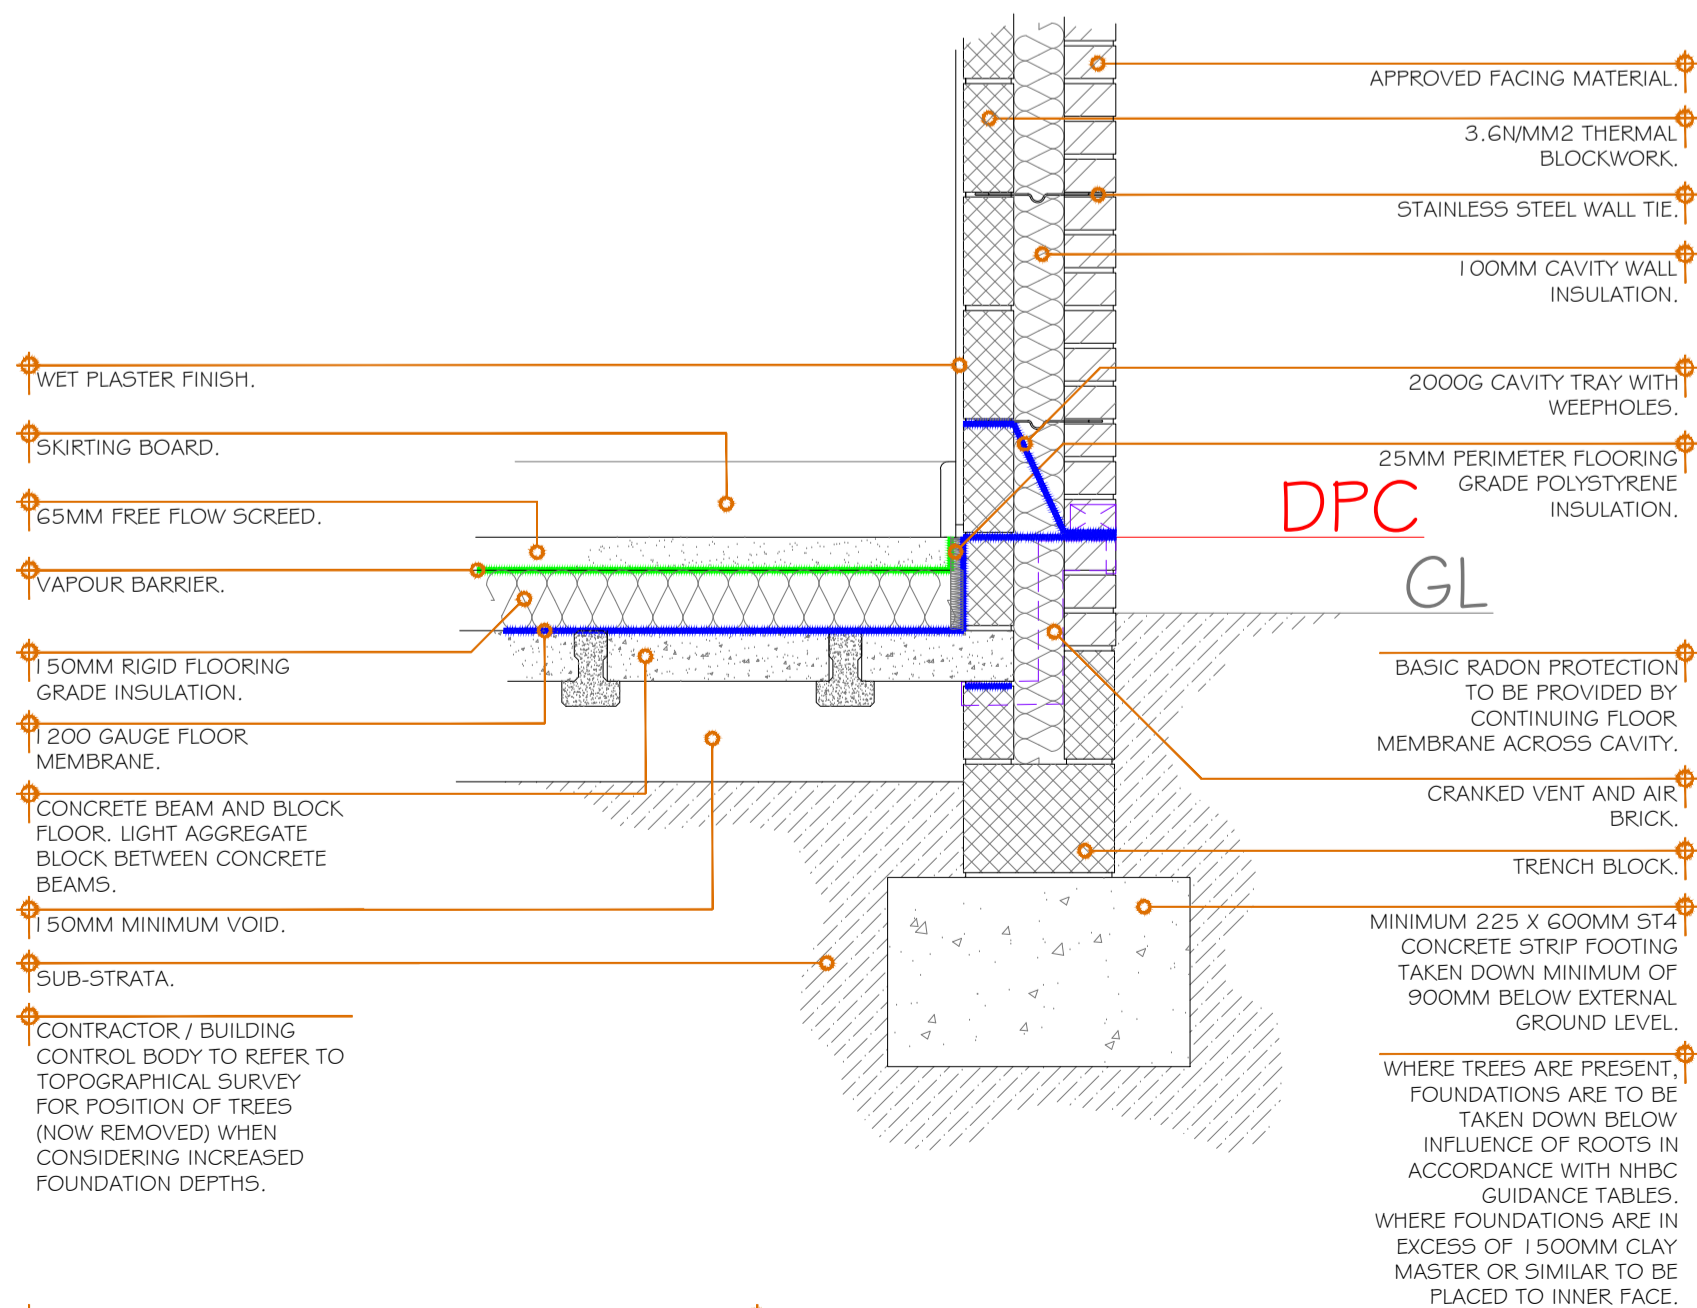 WET PLASTER FINISH.
SKIRTING BOARD.
65MM FREE FLOW SCREED.
VAPOUR BARRIER.
150MM RIGID FLOORING
GRADE INSULATION.
1200 GAUGE FLOOR
MEMBRANE.
CONCRETE BEAM AND BLOCK
FLOOR. LIGHT AGGREGATE
BLOCK BETWEEN CONCRETE
BEAMS.
150MM MINIMUM VOID.
SUB-STRATA.
CONTRACTOR / BUILDING
CONTROL BODY TO REFER TO
TOPOGRAPHICAL SURVEY
FOR POSITION OF TREES
(NOW REMOVED) WHEN
CONSIDERING INCREASED
FOUNDATION DEPTHS.
APPROVED FACING MATERIAL.
3.6N/MM2 THERMAL
BLOCKWORK.
STAINLESS STEEL WALL TIE.
100MM CAVITY WALL
INSULATION.
2000G CAVITY TRAY WITH
WEEPHOLES.
25MM PERIMETER FLOORING
GRADE POLYSTYRENE
INSULATION.
DPC
GL
BASIC RADON PROTECTION
TO BE PROVIDED BY
CONTINUING FLOOR
MEMBRANE ACROSS CAVITY.
CRANKED VENT AND AIR
BRICK.
TRENCH BLOCK.
MINIMUM 225 X 600MM ST4
CONCRETE STRIP FOOTING
TAKEN DOWN MINIMUM OF
900MM BELOW EXTERNAL
GROUND LEVEL.
WHERE TREES ARE PRESENT,
FOUNDATIONS ARE TO BE
TAKEN DOWN BELOW
INFLUENCE OF ROOTS IN
ACCORDANCE WITH NHBC
GUIDANCE TABLES.
WHERE FOUNDATIONS ARE IN
EXCESS OF 1500MM CLAY
MASTER OR SIMILAR TO BE
PLACED TO INNER FACE.